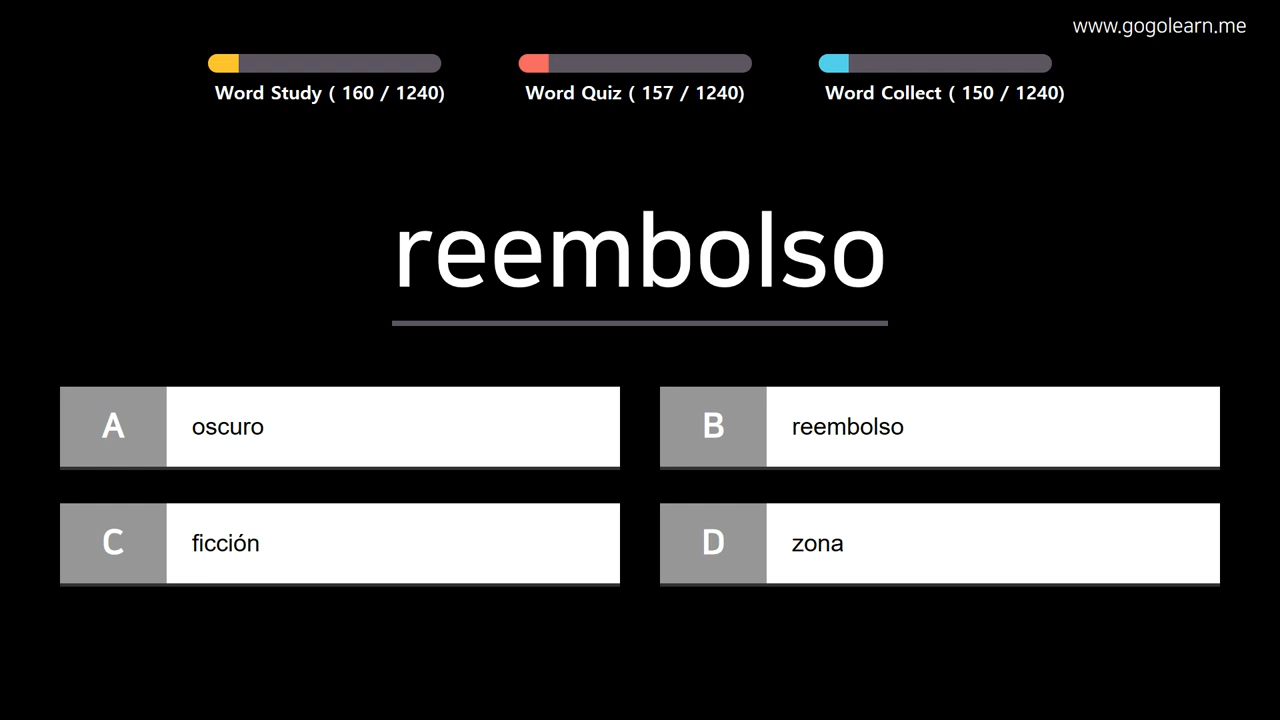 www.gogolearn.me
Word Study ( 160 / 1240)
Word Quiz ( 157 / 1240)
Word Collect ( 150 / 1240)
reembolso
A
oscuro
B
reembolso
C
ficción
D
zona